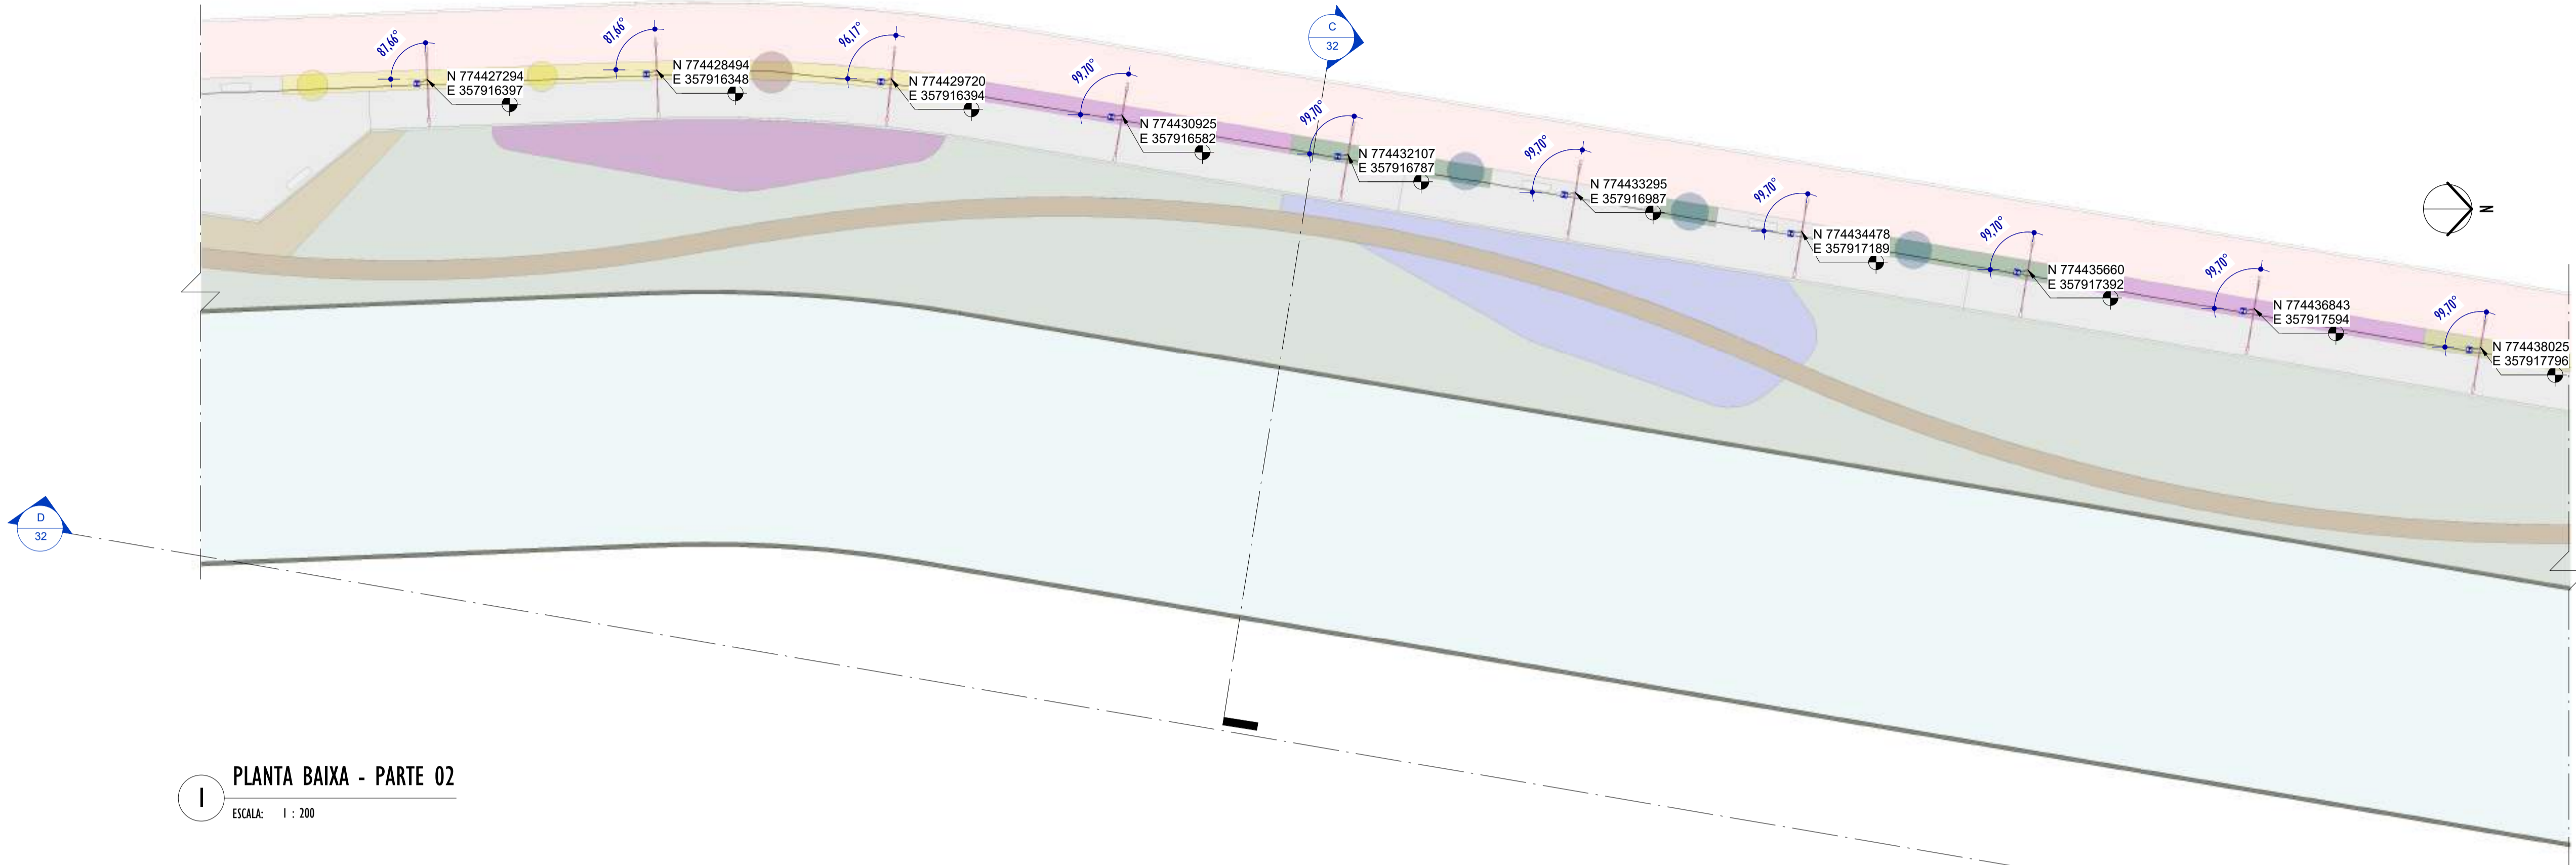 87,66°
N 774427294
E 357916397
87,66°
N 774428494
E 357916348
96,17°
N 774429720
E 357916394
99,70°
N 774430925
E 357916582
C
32
99,70°
N 774432107
E 357916787
99,70°
N 774433295
E 357916987
99,70°
N 774434478
E 357917189
99,70°
N 774435660
E 357917392
99,70°
N 774436843
E 357917594
99,70°
N 774438025
E 357917796
N
D
32
1
PLANTA BAIXA - PARTE 02
ESCALA: 1 : 200